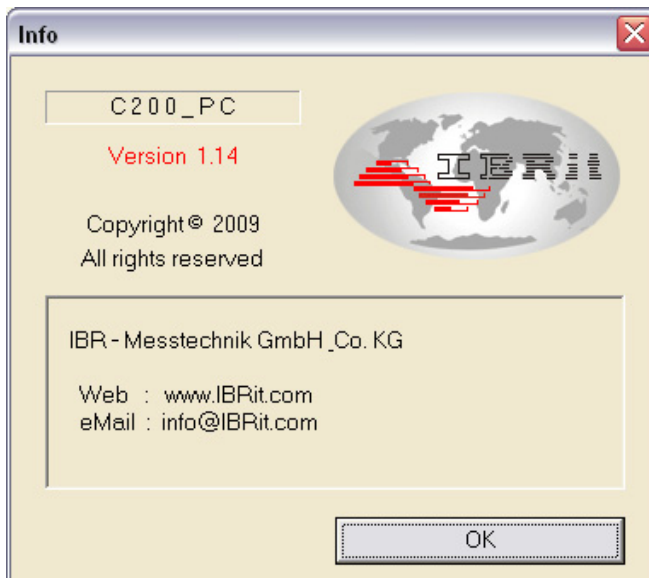 Info
C200_PC
Version 1.14
IBRit
Copyright © 2009
All rights reserved
IBR - Messtechnik GmbH _Co. KG
Web : www.IBRit.com
eMail : info@IBRit.com
OK